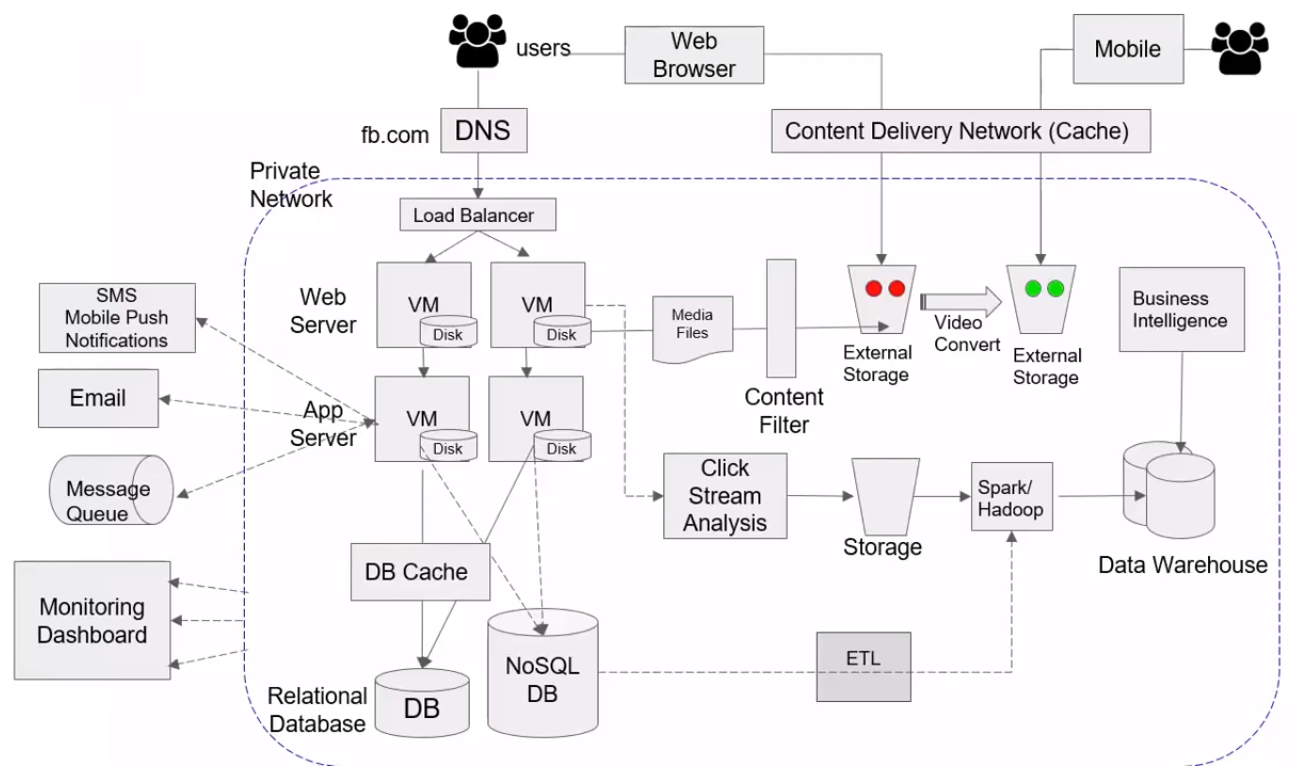 users
Web
Browser
Mobile
fb.com
DNS
Content Delivery Network (Cache)
Private
Network
Load Balancer
Web
Server
VM
Disk
VM
Disk
SMS
Mobile Push
Notifications
Media
Files
Content
Filter
External
Storage
Video
Convert
External
Storage
Business
Intelligence
Email
App
Server
VM
Disk
VM
Disk
Message
Queue
Click
Stream
Analysis
Storage
Spark/
Hadoop
Data Warehouse
DB Cache
Monitoring
Dashboard
Relational
Database
DB
NoSQL
DB
ETL